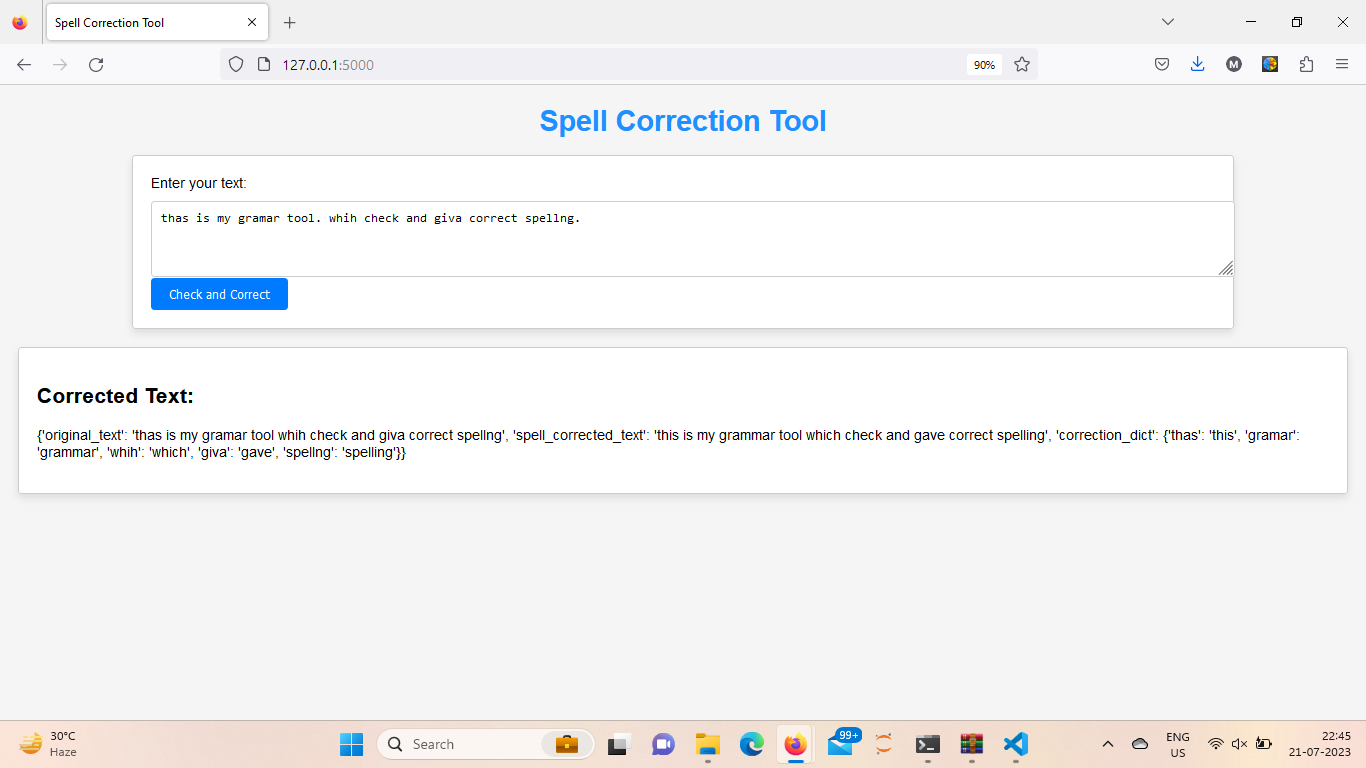 Spell Correction Tool
127.0.0.1:5000
90%
M
Spell Correction Tool
Enter your text:
thas is my gramar tool. whih check and giva correct spellng.
Check and Correct
Corrected Text:
{'original_text': 'thas is my gramar tool whih check and giva correct spellng', 'spell_corrected_text': 'this is my grammar tool which check and gave correct spelling', 'correction_dict': {'thas': 'this', 'gramar':
'grammar', 'whih': 'which', 'giva': 'gave', 'spellng': 'spelling'}}
30°C
Haze
Search
99+
ENG
US
22:45
21-07-2023